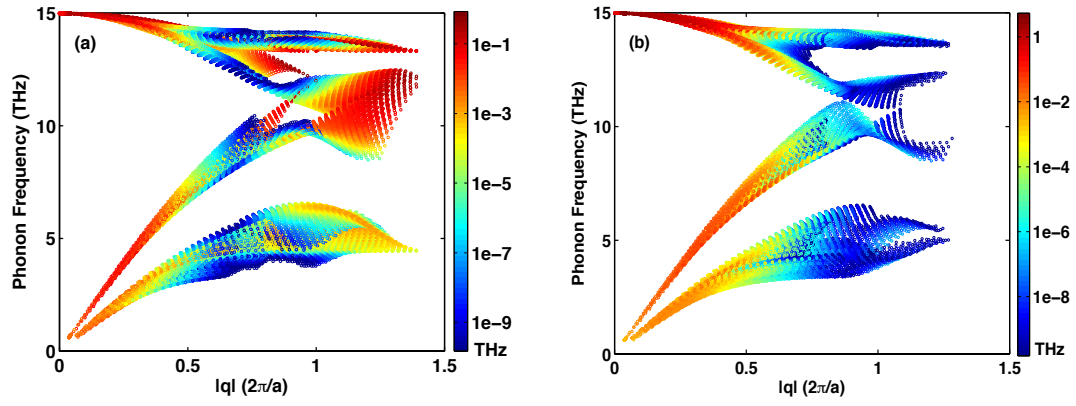 (a)
Phonon Frequency (THz)
15
10
5
0
0
0.5
1
1.5
|q| (2π/a)
1e−1
1e−3
1e−5
1e−7
1e−9
THz
(b)
Phonon Frequency (THz)
15
10
5
0
0
0.5
1
1.5
|q| (2π/a)
1
1e−2
1e−4
1e−6
1e−8
THz